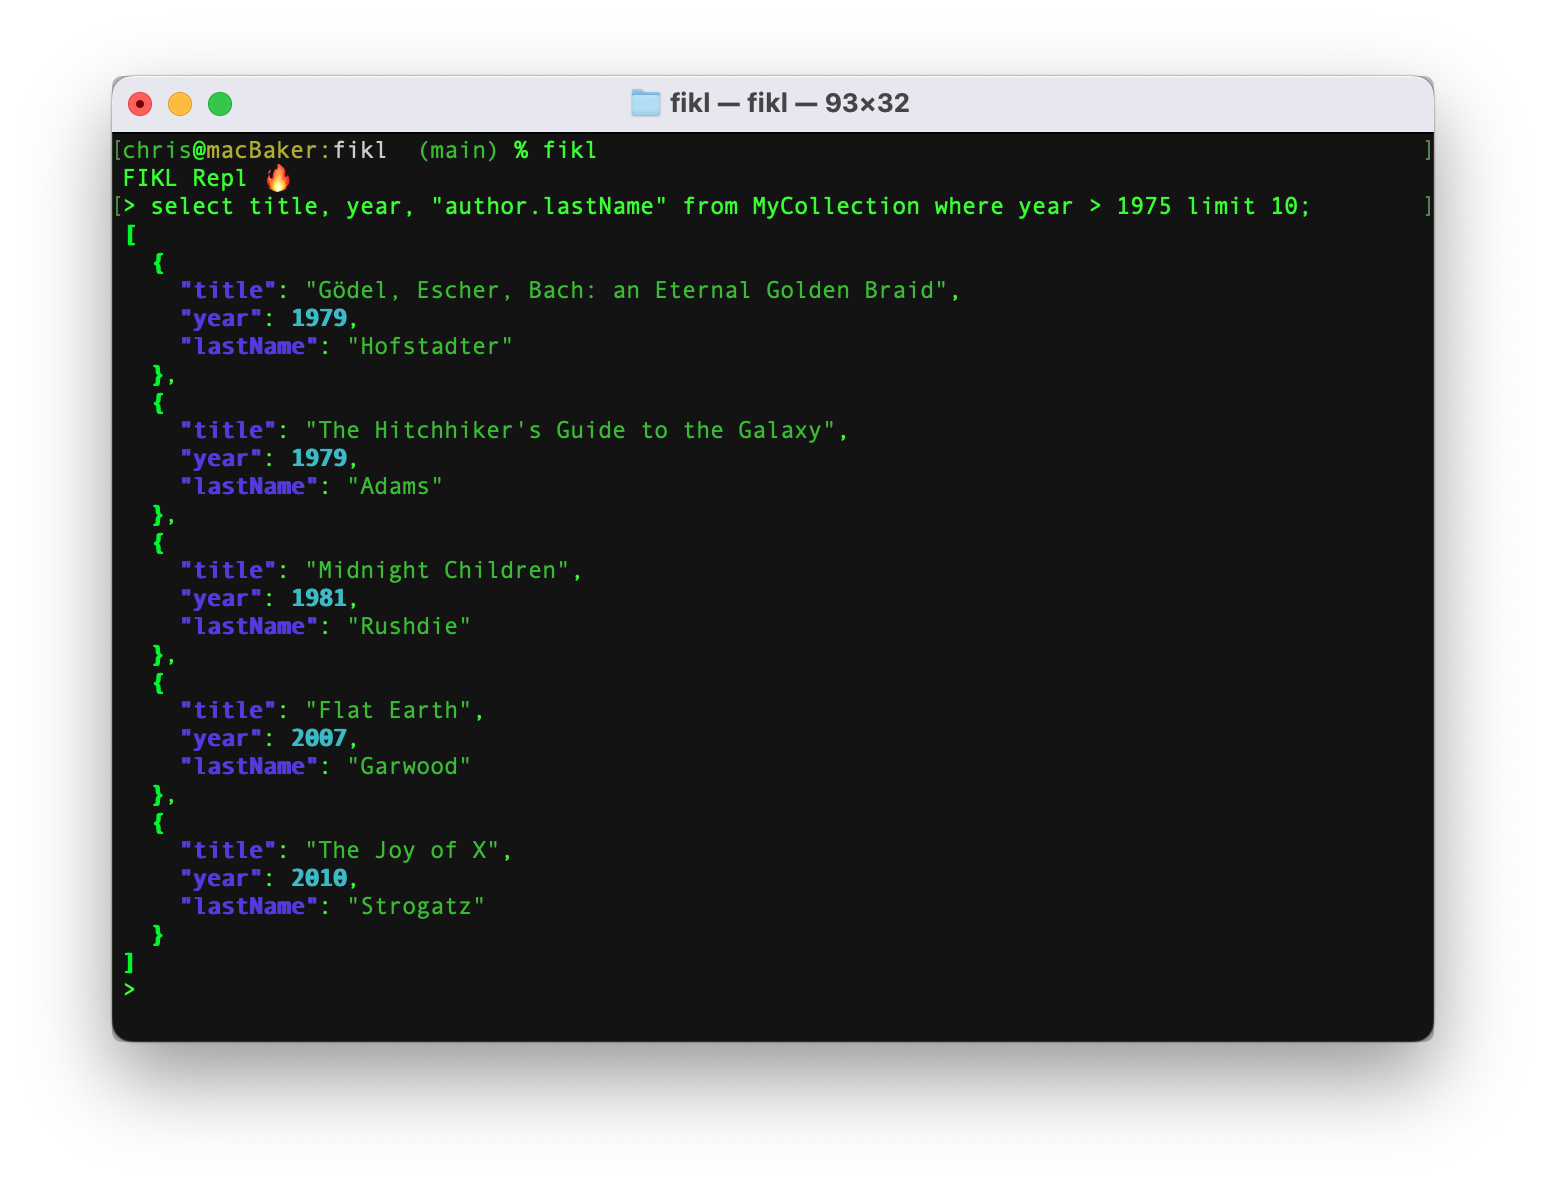 fikl — fikl — 93×32
[chris@macBaker:fikl  (main) % fikl ]
FIKL Repl 🔥
[> select title, year, "author.lastName" from MyCollection where year > 1975 limit 10; ]
[
  {
    "title": "Gödel, Escher, Bach: an Eternal Golden Braid",
    "year": 1979,
    "lastName": "Hofstadter"
  },
  {
    "title": "The Hitchhiker's Guide to the Galaxy",
    "year": 1979,
    "lastName": "Adams"
  },
  {
    "title": "Midnight Children",
    "year": 1981,
    "lastName": "Rushdie"
  },
  {
    "title": "Flat Earth",
    "year": 2007,
    "lastName": "Garwood"
  },
  {
    "title": "The Joy of X",
    "year": 2010,
    "lastName": "Strogatz"
  }
]
>